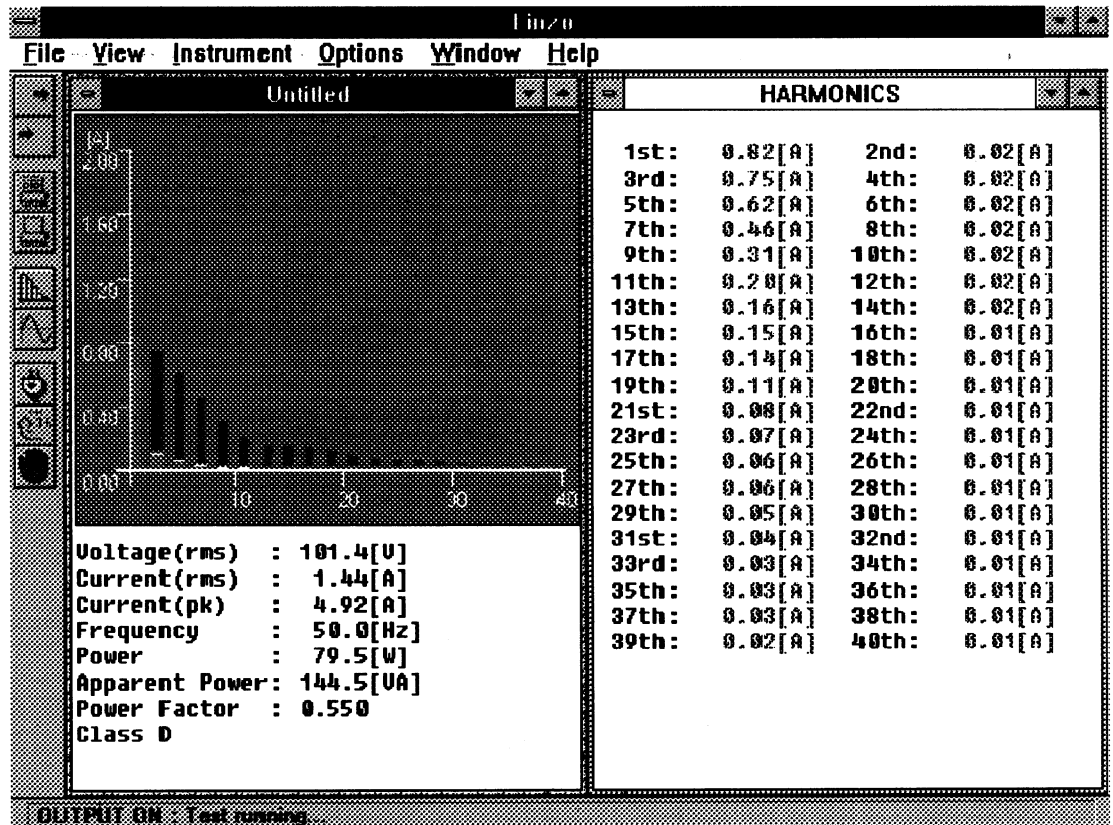 Linzo
File View Instrument Options Window Help
Untitled
[A]
2.00
1.60
1.20
0.80
0.40
0.00
10 20 30 40
Voltage(rms) : 101.4[V]
Current(rms) : 1.44[A]
Current(pk) : 4.92[A]
Frequency : 50.0[Hz]
Power : 79.5[W]
Apparent Power: 144.5[VA]
Power Factor : 0.550
Class D
HARMONICS
1st: 0.82[A] 2nd: 0.02[A]
3rd: 0.75[A] 4th: 0.02[A]
5th: 0.62[A] 6th: 0.02[A]
7th: 0.46[A] 8th: 0.02[A]
9th: 0.31[A] 10th: 0.02[A]
11th: 0.20[A] 12th: 0.02[A]
13th: 0.16[A] 14th: 0.02[A]
15th: 0.15[A] 16th: 0.01[A]
17th: 0.14[A] 18th: 0.01[A]
19th: 0.11[A] 20th: 0.01[A]
21st: 0.08[A] 22nd: 0.01[A]
23rd: 0.07[A] 24th: 0.01[A]
25th: 0.06[A] 26th: 0.01[A]
27th: 0.06[A] 28th: 0.01[A]
29th: 0.05[A] 30th: 0.01[A]
31st: 0.04[A] 32nd: 0.01[A]
33rd: 0.03[A] 34th: 0.01[A]
35th: 0.03[A] 36th: 0.01[A]
37th: 0.03[A] 38th: 0.01[A]
39th: 0.02[A] 40th: 0.01[A]
OUTPUT ON : Test running...